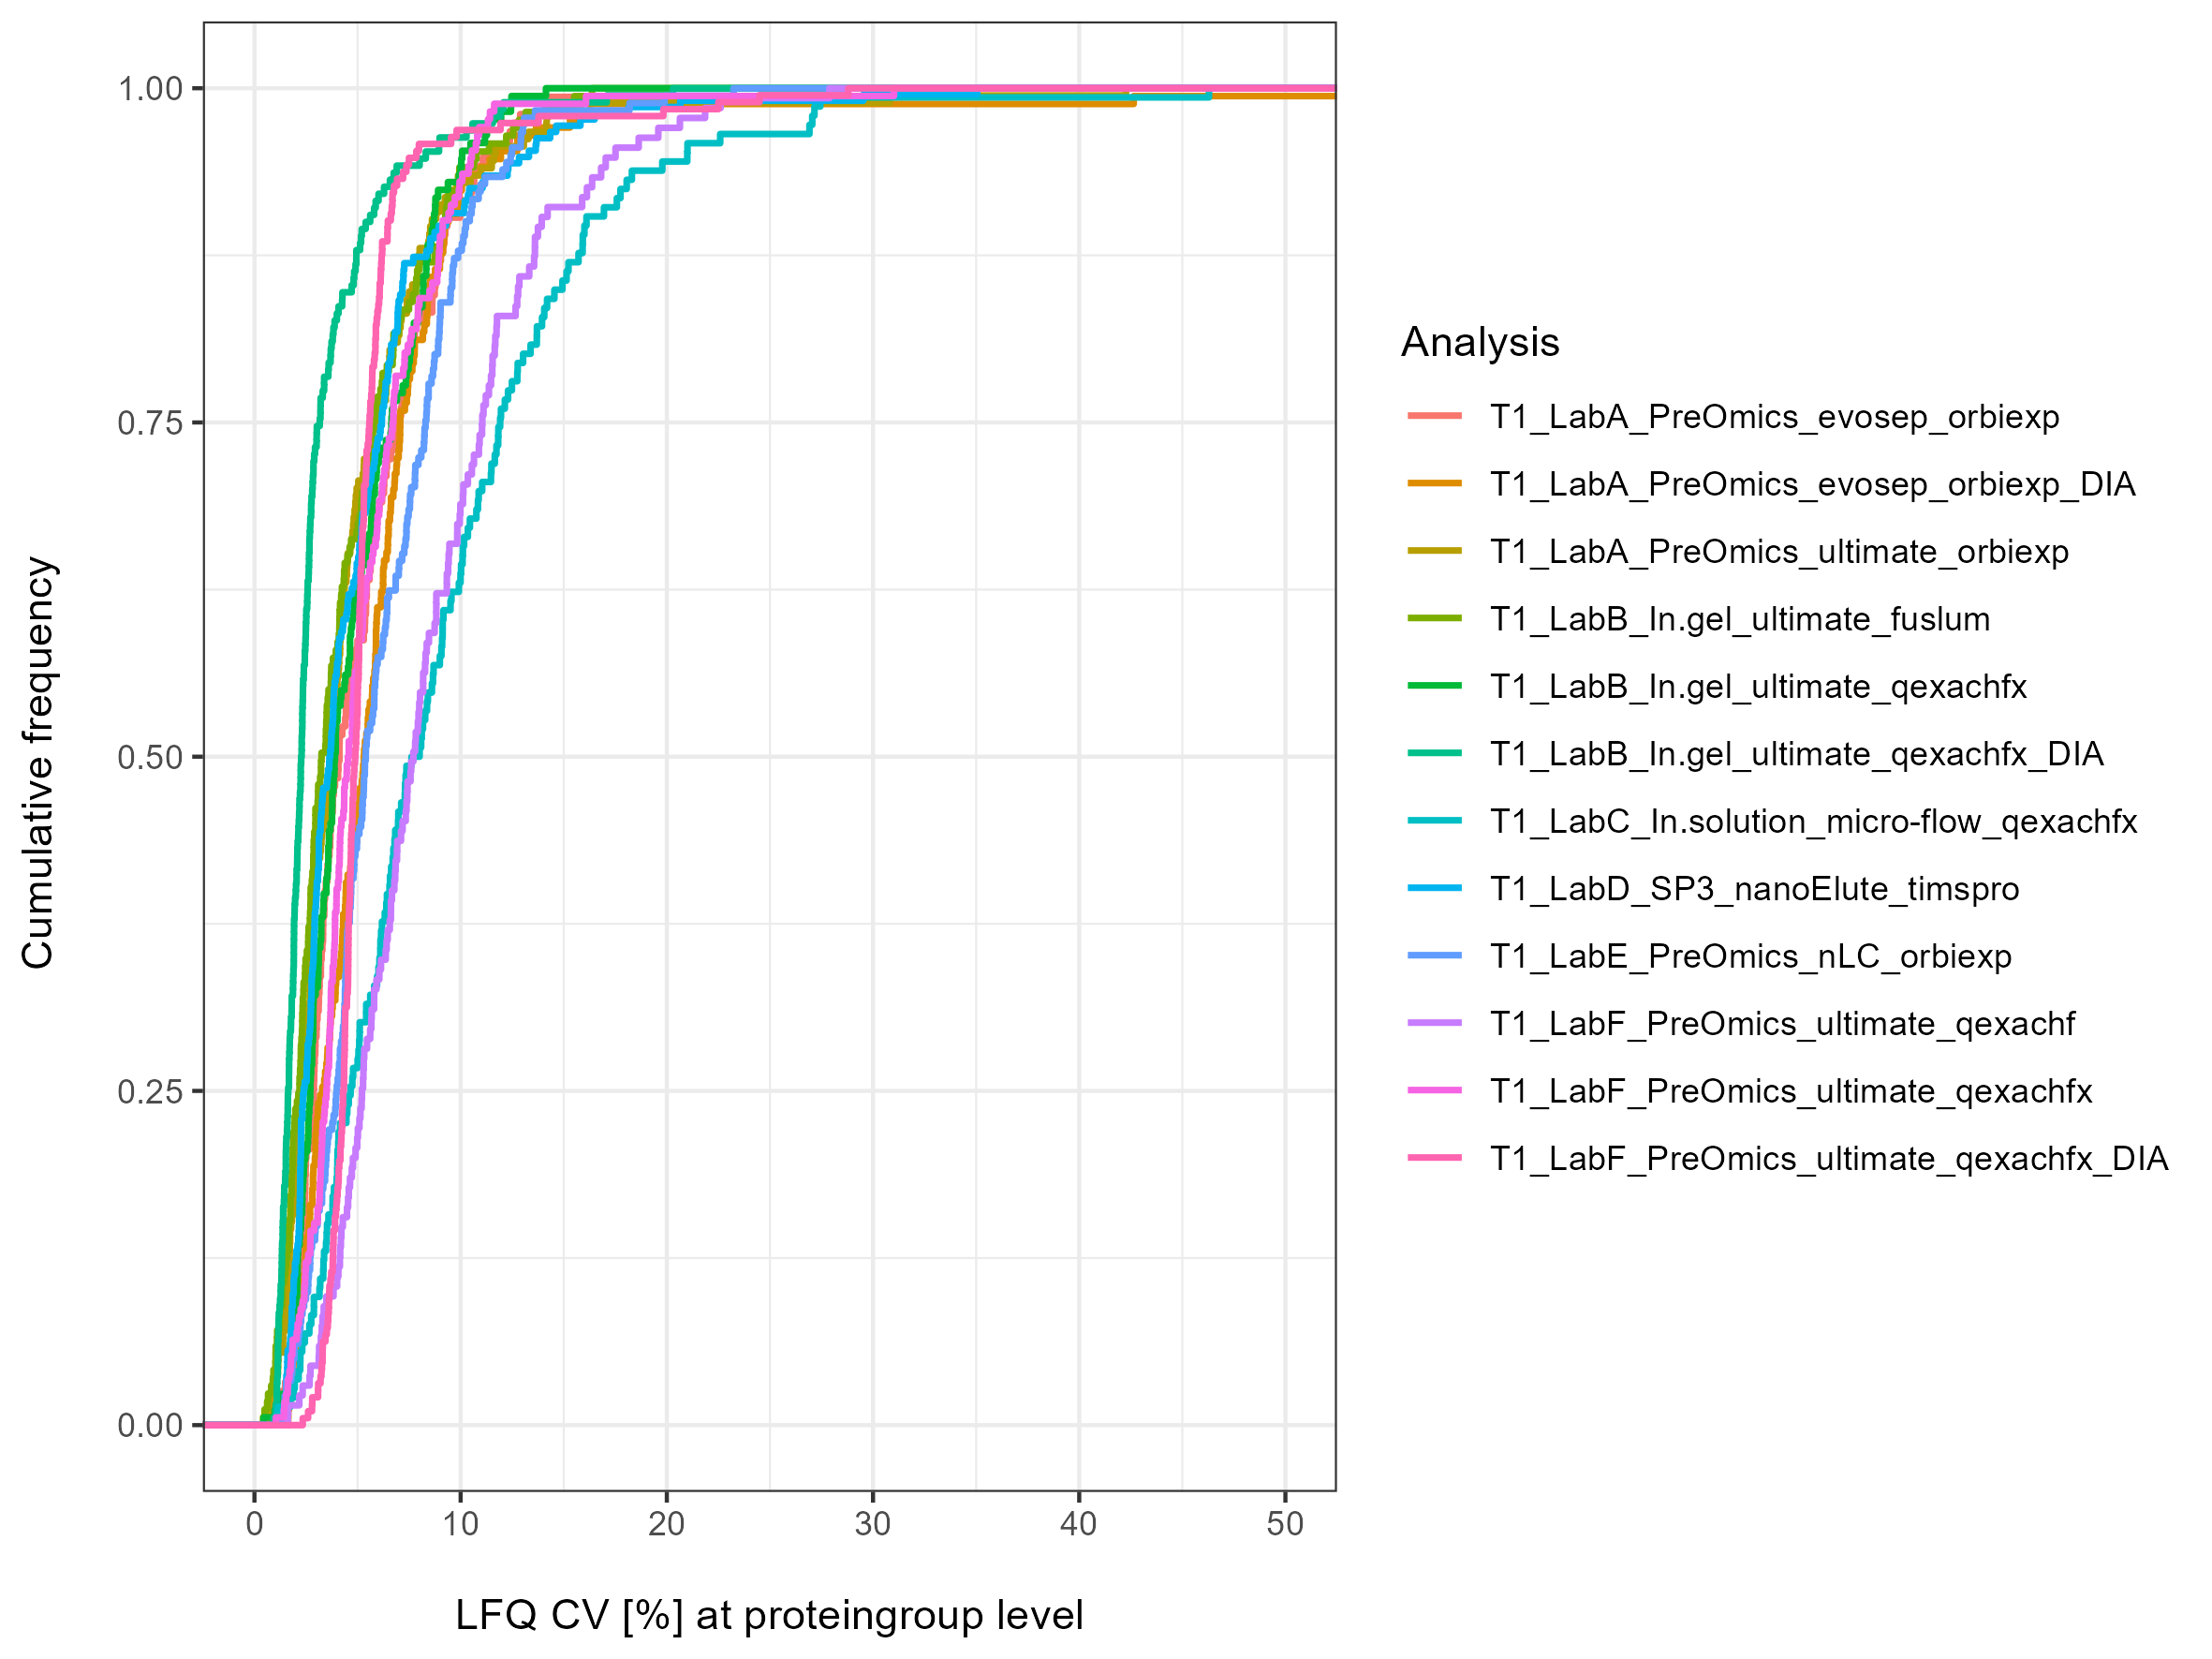 1.00
0.75
0.50
0.25
0.00
Cumulative frequency
0 10 20 30 40 50
LFQ CV [%] at proteingroup level
Analysis
T1_LabA_PreOmics_evosep_orbiexp
T1_LabA_PreOmics_evosep_orbiexp_DIA
T1_LabA_PreOmics_ultimate_orbiexp
T1_LabB_In.gel_ultimate_fuslum
T1_LabB_In.gel_ultimate_qexachfx
T1_LabB_In.gel_ultimate_qexachfx_DIA
T1_LabC_In.solution_micro-flow_qexachfx
T1_LabD_SP3_nanoElute_timspro
T1_LabE_PreOmics_nLC_orbiexp
T1_LabF_PreOmics_ultimate_qexachf
T1_LabF_PreOmics_ultimate_qexachfx
T1_LabF_PreOmics_ultimate_qexachfx_DIA